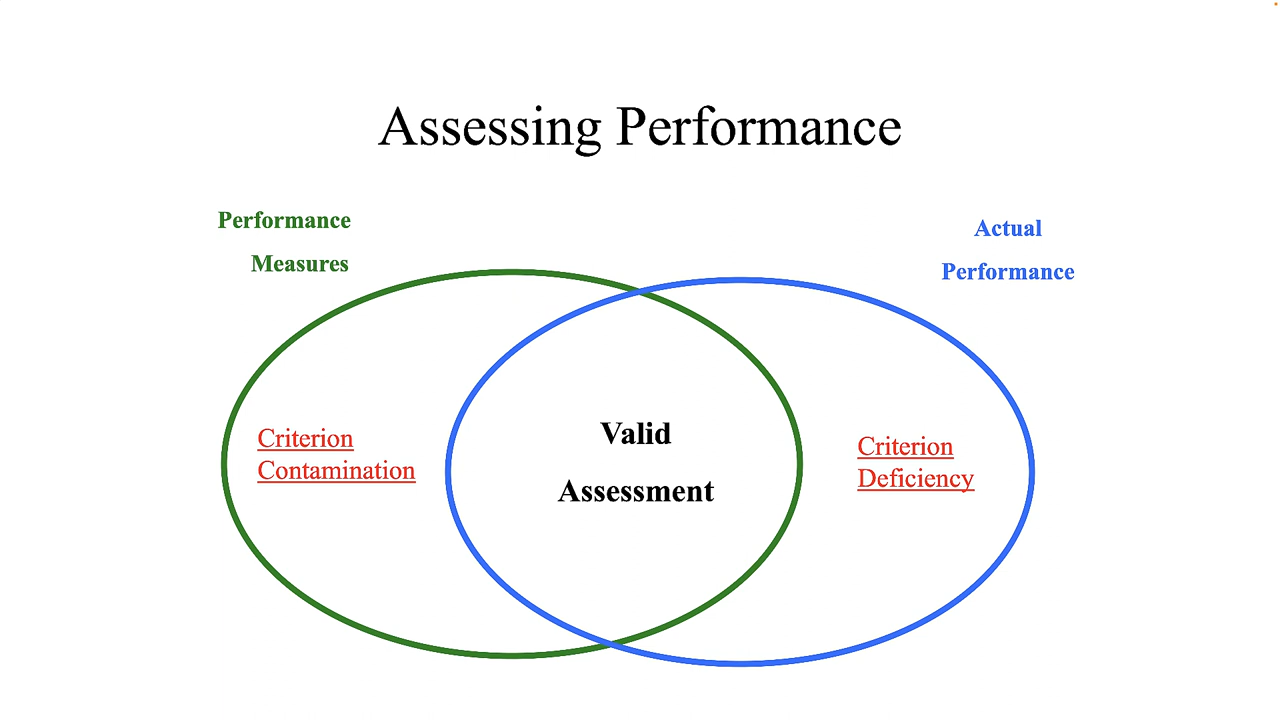 Assessing Performance
Performance
Measures
Actual
Performance
Criterion
Contamination
Valid
Assessment
Criterion
Deficiency